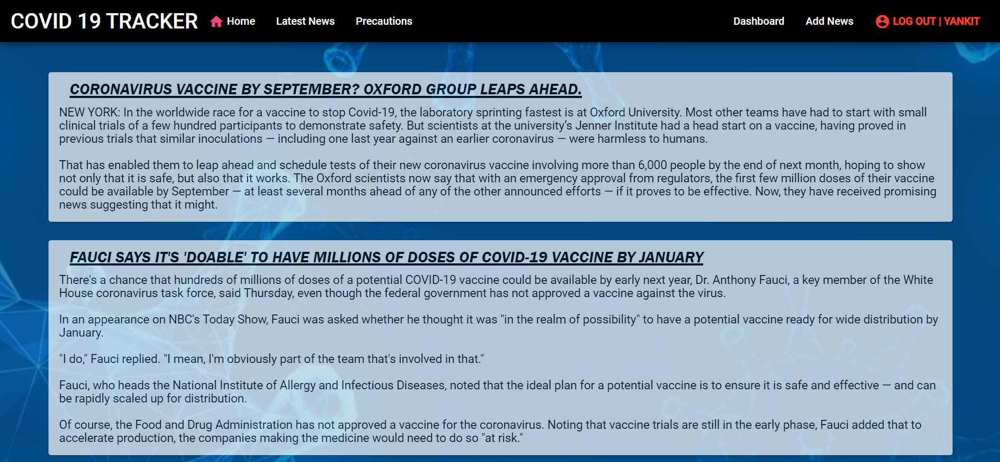 COVID 19 TRACKER Home Latest News Precautions Dashboard Add News LOG OUT | YANKIT
CORONAVIRUS VACCINE BY SEPTEMBER? OXFORD GROUP LEAPS AHEAD.
NEW YORK: In the worldwide race for a vaccine to stop Covid-19, the laboratory sprinting fastest is at Oxford University. Most other teams have had to start with small
clinical trials of a few hundred participants to demonstrate safety. But scientists at the university’s Jenner Institute had a head start on a vaccine, having proved in
previous trials that similar inoculations — including one last year against an earlier coronavirus — were harmless to humans.
That has enabled them to leap ahead and schedule tests of their new coronavirus vaccine involving more than 6,000 people by the end of next month, hoping to show
not only that it is safe, but also that it works. The Oxford scientists now say that with an emergency approval from regulators, the first few million doses of their vaccine
could be available by September — at least several months ahead of any of the other announced efforts — if it proves to be effective. Now, they have received promising
news suggesting that it might.
FAUCI SAYS IT'S 'DOABLE' TO HAVE MILLIONS OF DOSES OF COVID-19 VACCINE BY JANUARY
There's a chance that hundreds of millions of doses of a potential COVID-19 vaccine could be available by early next year, Dr. Anthony Fauci, a key member of the White
House coronavirus task force, said Thursday, even though the federal government has not approved a vaccine against the virus.
In an appearance on NBC's Today Show, Fauci was asked whether he thought it was "in the realm of possibility" to have a potential vaccine ready for wide distribution by
January.
"I do," Fauci replied. "I mean, I'm obviously part of the team that's involved in that."
Fauci, who heads the National Institute of Allergy and Infectious Diseases, noted that the ideal plan for a potential vaccine is to ensure it is safe and effective — and can
be rapidly scaled up for distribution.
Of course, the Food and Drug Administration has not approved a vaccine for the coronavirus. Noting that vaccine trials are still in the early phase, Fauci added that to
accelerate production, the companies making the medicine would need to do so "at risk."